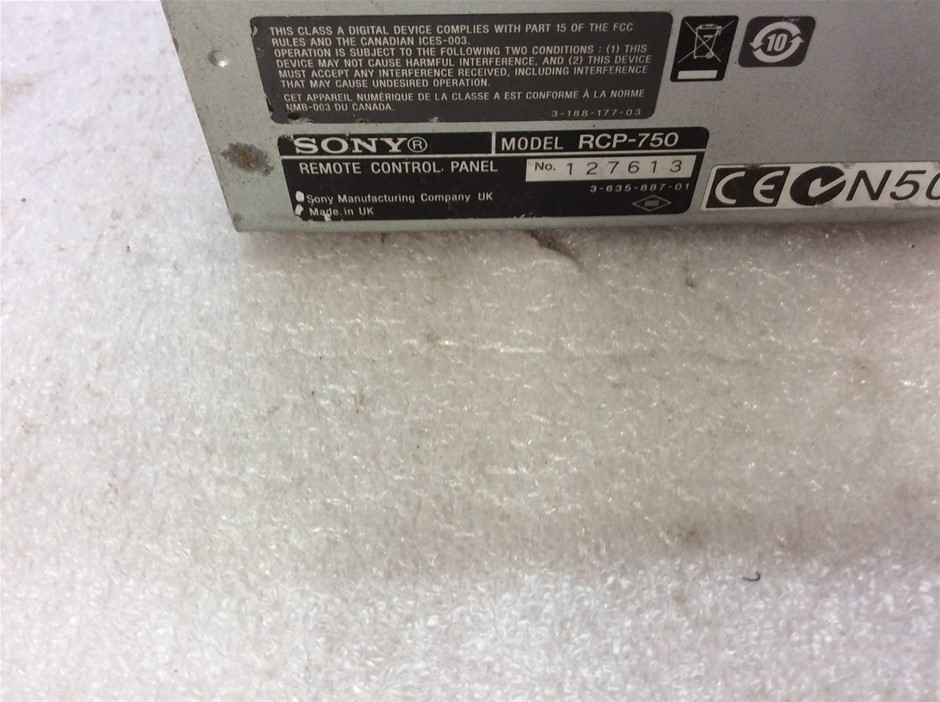 THIS CLASS A DIGITAL DEVICE COMPLIES WITH PART 15 OF THE FCC
RULES AND THE CANADIAN ICES-003.
OPERATION IS SUBJECT TO THE FOLLOWING TWO CONDITIONS : (1) THIS
DEVICE MAY NOT CAUSE HARMFUL INTERFERENCE, AND (2) THIS DEVICE
MUST ACCEPT ANY INTERFERENCE RECEIVED, INCLUDING INTERFERENCE
THAT MAY CAUSE UNDESIRED OPERATION.
CET APPAREIL NUMÉRIQUE DE LA CLASSE A EST CONFORME À LA NORME
NMB-003 DU CANADA.
3-188-177-03
10
SONY®
MODEL RCP-750
REMOTE CONTROL PANEL
No. 127613
3-635-887-01
Sony Manufacturing Company UK
Made in UK
CE N50